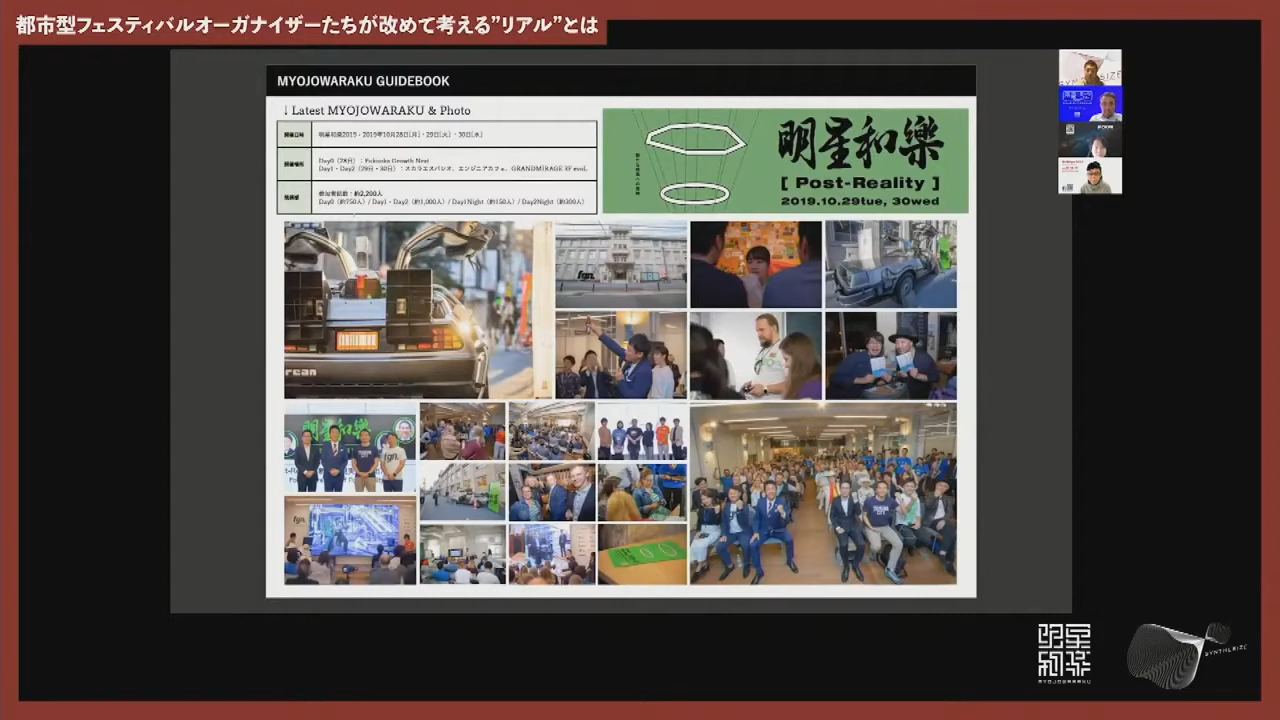 都市型フェスティバルオーガナイザーたちが改めて考える”リアル”とは
MYOJOWARAKU GUIDEBOOK
↓Latest MYOJOWARAKU & Photo
開催日時
明星和楽2019・2019年10月28日[月]・29日[火]・30日[水]
開催場所
Day0（28日）：Fukuoka Growth Next
Day1・Day2（29日・30日）：スカラエスパシオ、エンジニアカフェ、GRANDMIRAGE
参加者総数：約2,200人
Day0（約750人）/ Day1・Day2（約1,000人）/ Day1Night（約150人）/ Day2Night（約300人）
明星和樂
[ Post-Reality ]
2019.10.29tue, 30wed
fgn.
明星和楽
MYOJOWARAKU
SYNTHESIZE